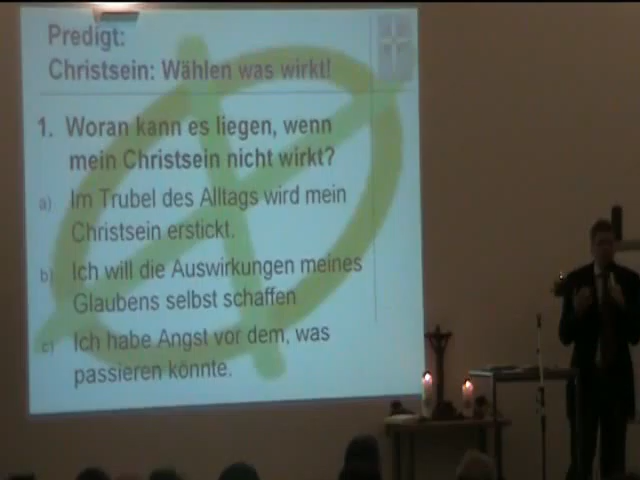 Predigt:
Christsein: Wählen was wirkt!
1. Woran kann es liegen, wenn
mein Christsein nicht wirkt?
a) Im Trubel des Alltags wird mein
Christsein erstickt.
b) Ich will die Auswirkungen meines
Glaubens selbst schaffen
c) Ich habe Angst vor dem, was
passieren könnte.